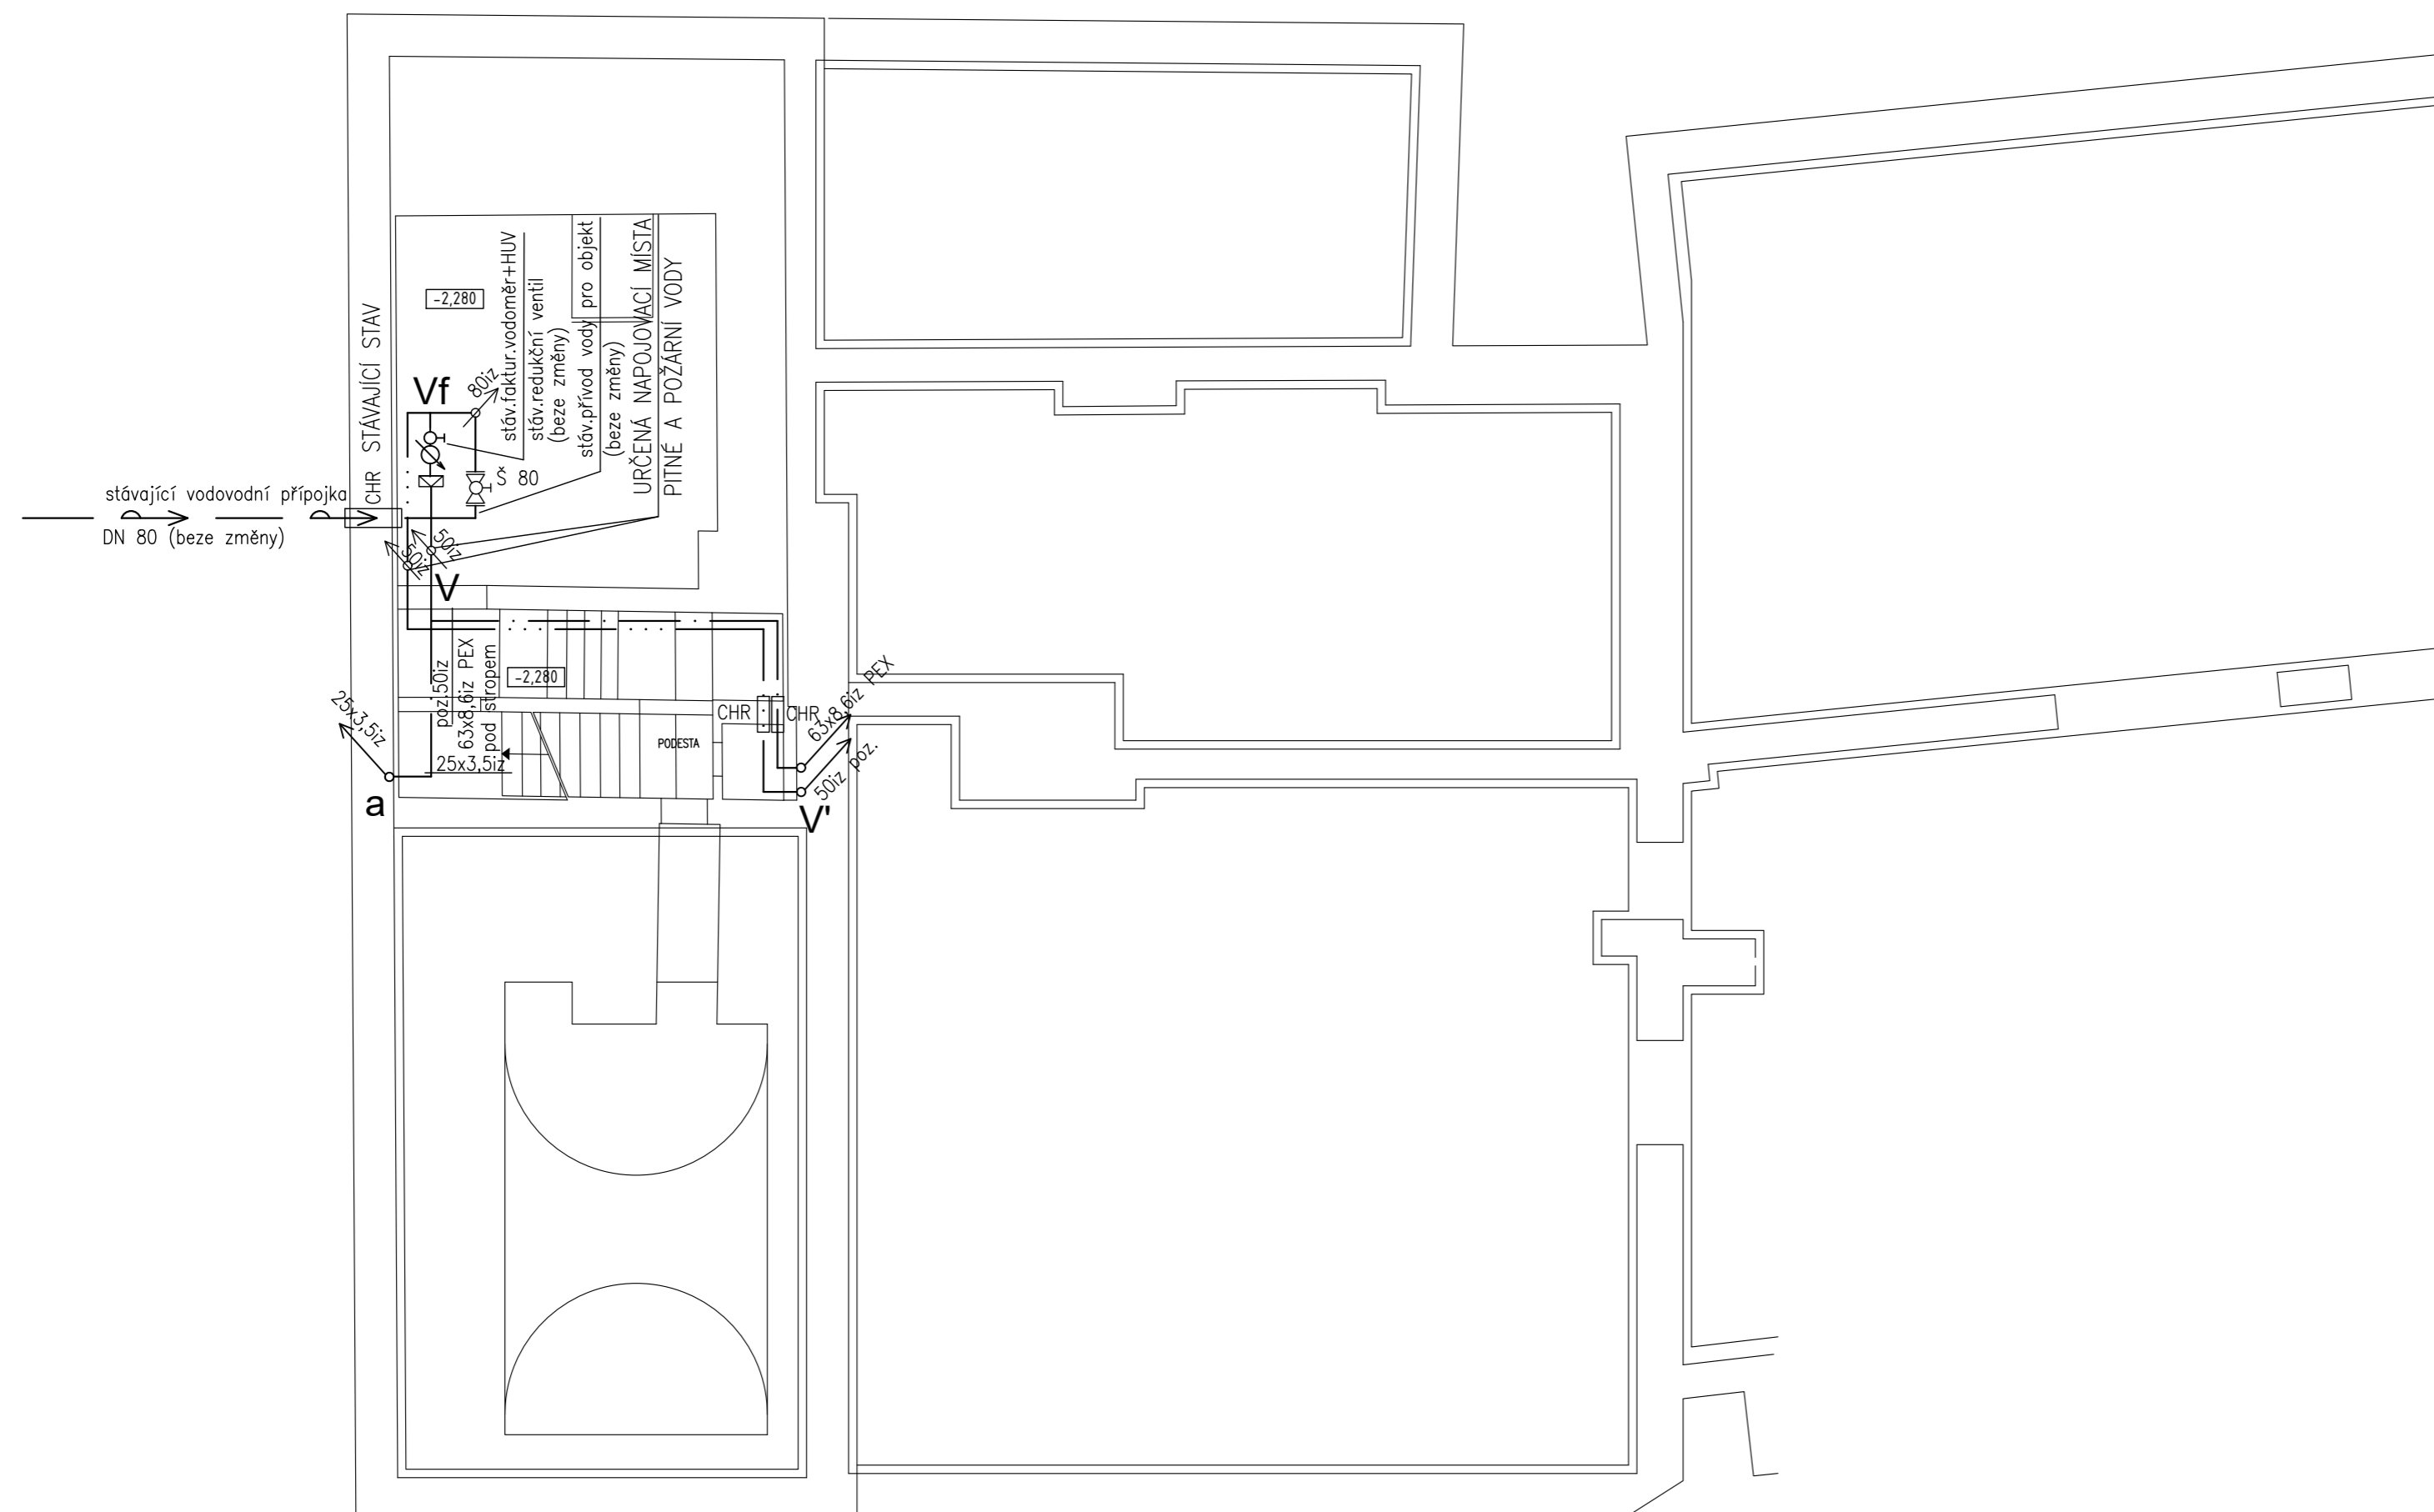 CHR STÁVAJÍCÍ STAV
-2,280
stáv.faktur.vodoměr+HUV
stáv.redukční ventil
(beze změny)
stáv.přívod vody pro objekt
(beze změny)
URČENÁ NAPOJOVACÍ MÍSTA
PITNÉ A POŽÁRNÍ VODY
Vf
80iz
Š 80
stávající vodovodní přípojka
DN 80 (beze změny)
50iz
50iz
V
poz.50iz
63x8,6iz PEX
pod stropem
-2,280
25x3,5iz
25x3,5iz
a
PODESTA
CHR
CHR
63x8,6iz PEX
50iz poz.
V'